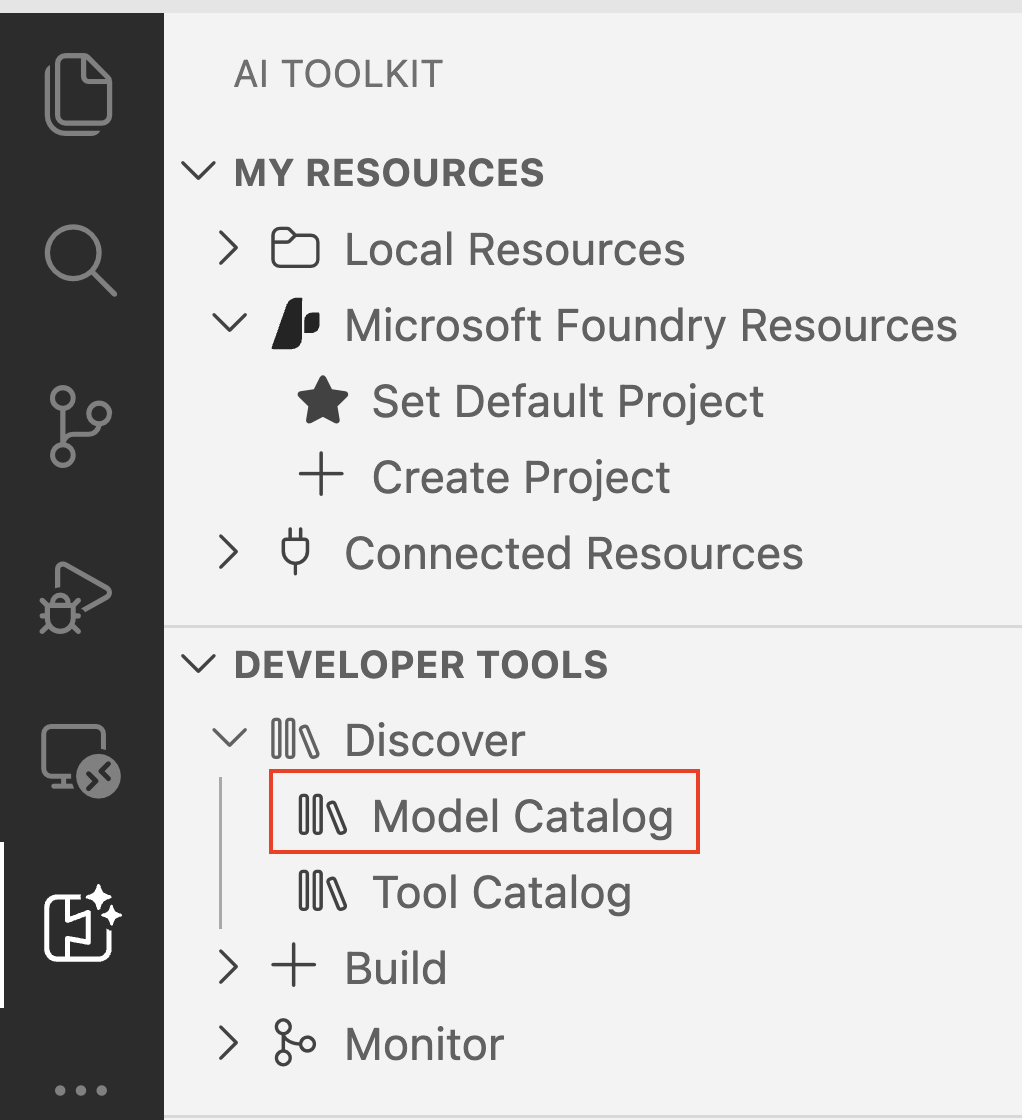 AI TOOLKIT
MY RESOURCES
Local Resources
Microsoft Foundry Resources
Set Default Project
Create Project
Connected Resources
DEVELOPER TOOLS
Discover
Model Catalog
Tool Catalog
Build
Monitor